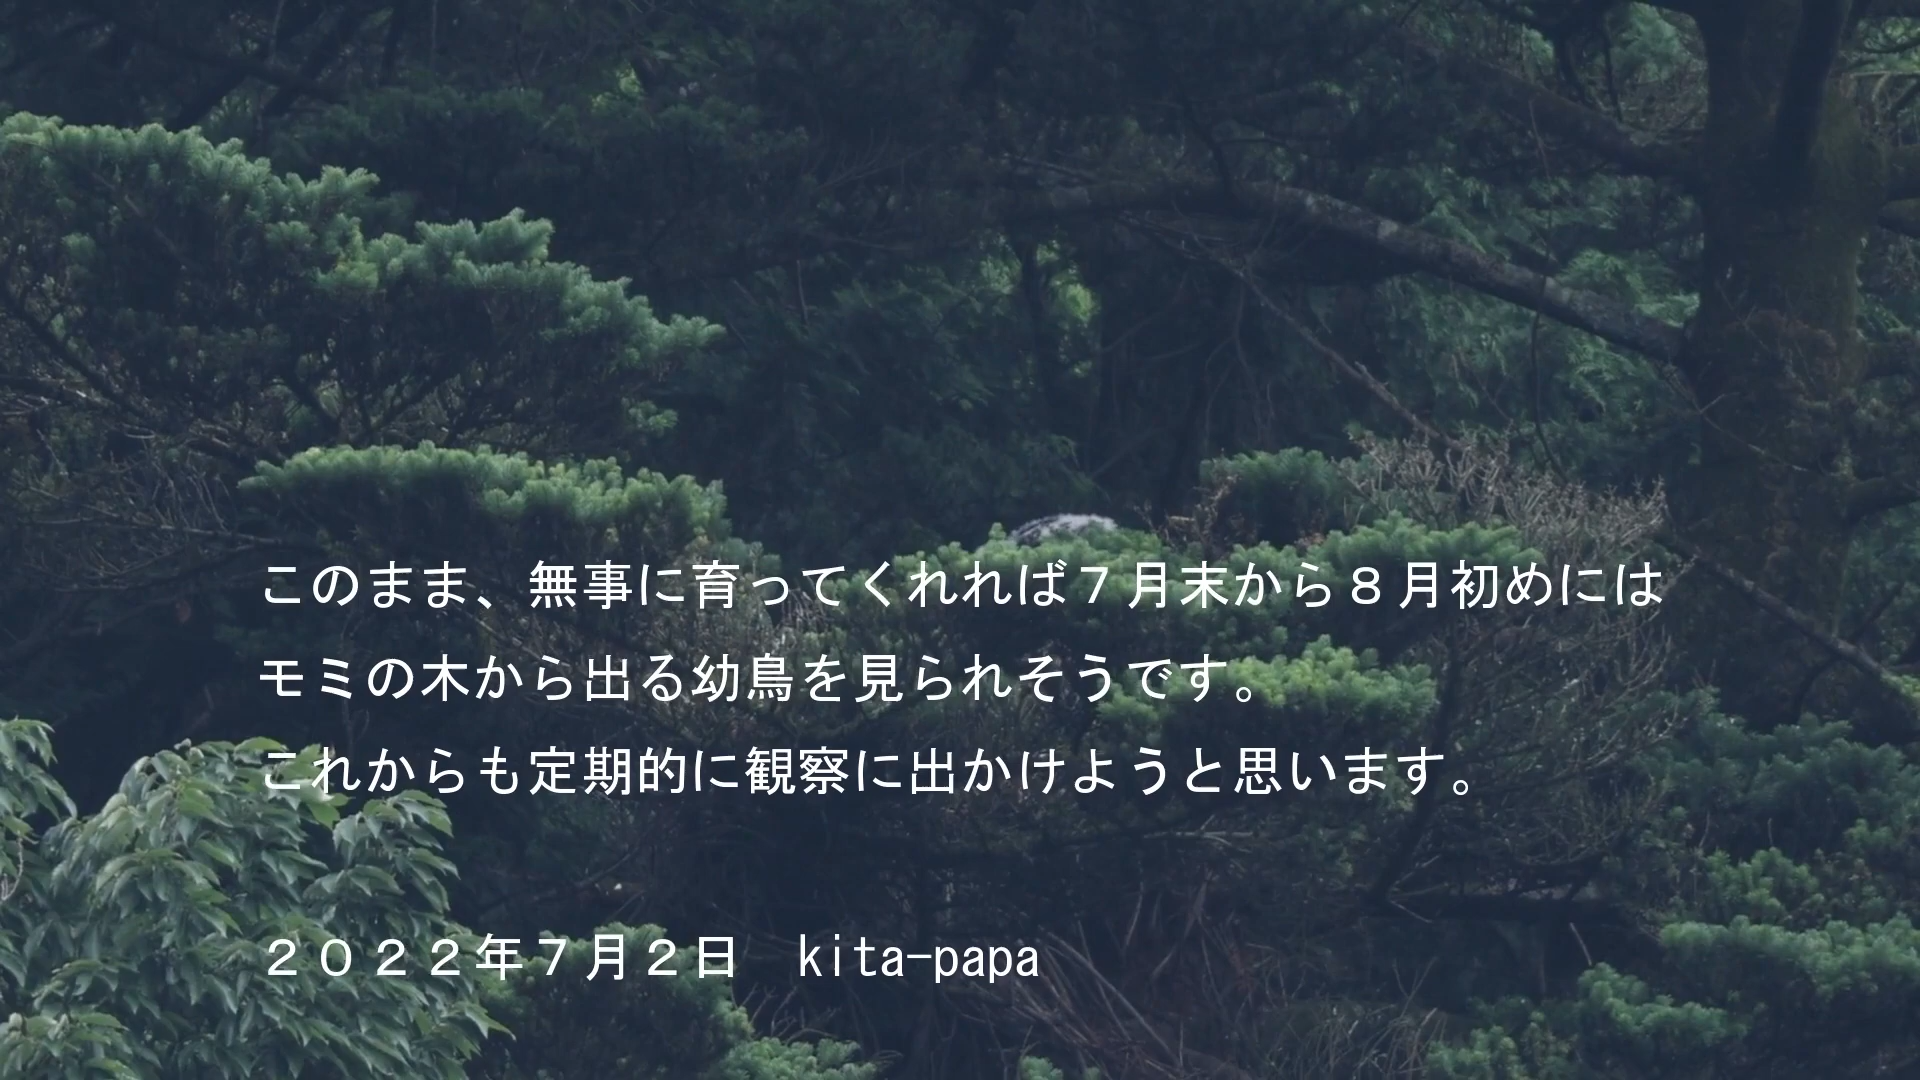 このまま、無事に育ってくれれば７月末から８月初めには
モミの木から出る幼鳥を見られそうです。
これからも定期的に観察に出かけようと思います。
２０２２年７月２日　kita-papa